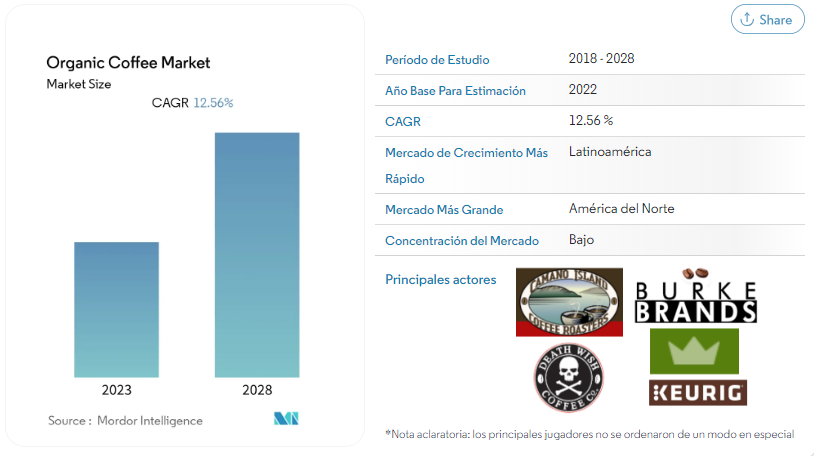 Share
Organic Coffee Market
Market Size
CAGR 12.56%
2023
2028
Source : Mordor Intelligence
Período de Estudio
2018 - 2028
Año Base Para Estimación
2022
CAGR
12.56 %
Mercado de Crecimiento Más
Rápido
Latinoamérica
Mercado Más Grande
América del Norte
Concentración del Mercado
Bajo
Principales actores
CAMANO ISLAND
COFFEE ROASTERS
BURKE
BRANDS
DEATH WISH
COFFEE CO.
KEURIG
*Nota aclaratoria: los principales jugadores no se ordenaron de un modo en especial